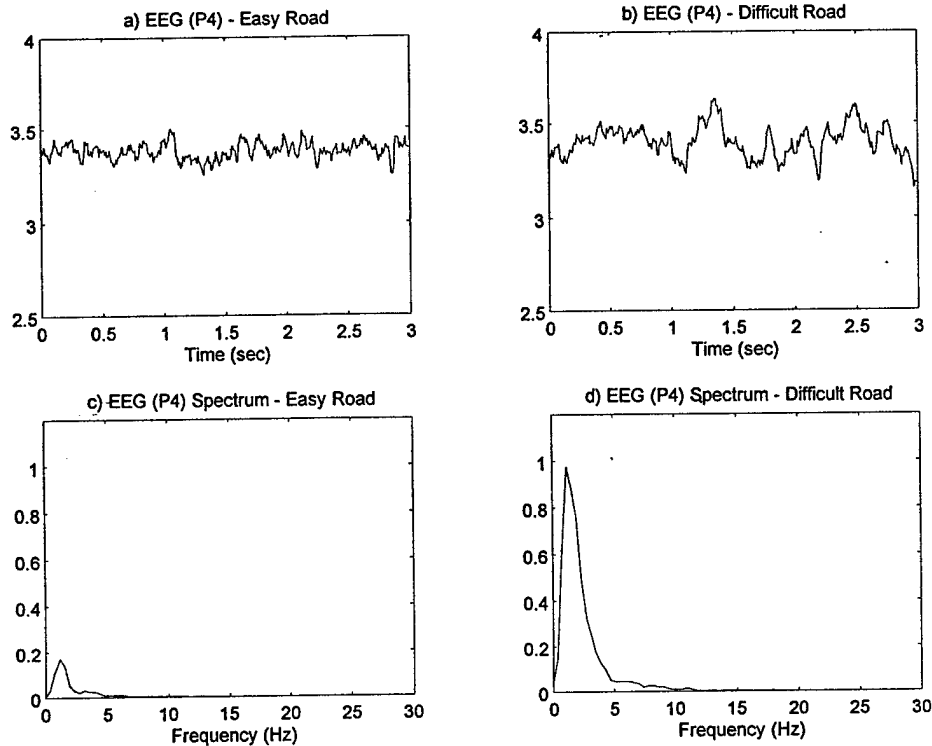 a) EEG (P4) - Easy Road
4
3.5
3
2.5
0 0.5 1 1.5 2 2.5 3
Time (sec)
b) EEG (P4) - Difficult Road
4
3.5
3
2.5
0 0.5 1 1.5 2 2.5 3
Time (sec)
c) EEG (P4) Spectrum - Easy Road
1
0.8
0.6
0.4
0.2
0
0 5 10 15 20 25 30
Frequency (Hz)
d) EEG (P4) Spectrum - Difficult Road
1
0.8
0.6
0.4
0.2
0
0 5 10 15 20 25 30
Frequency (Hz)